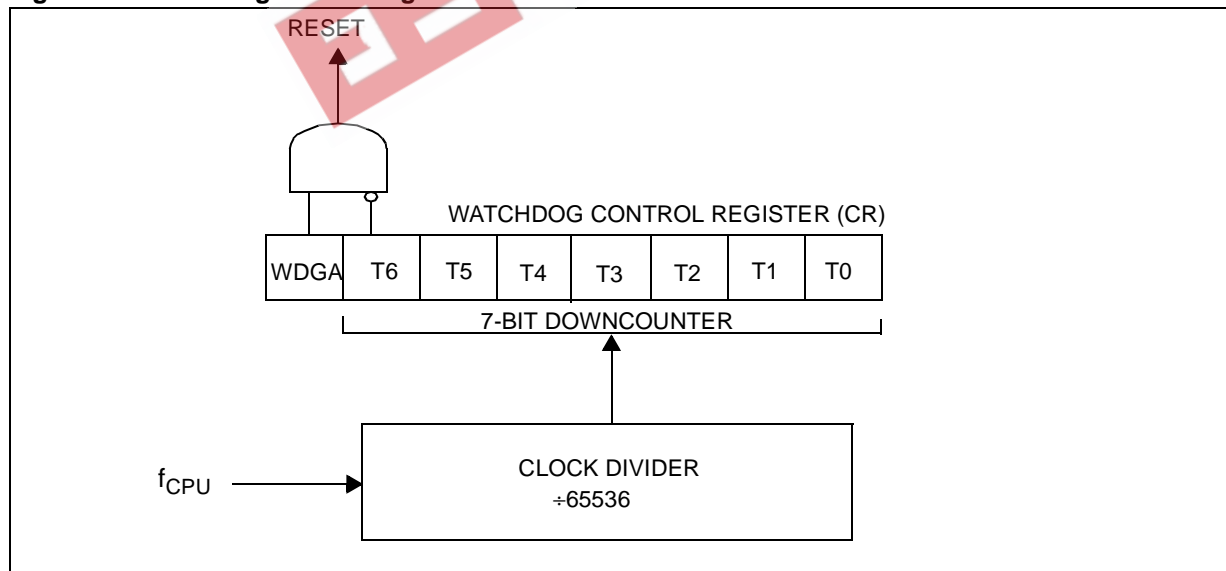 RESET
WATCHDOG CONTROL REGISTER (CR)
WDGA T6 T5 T4 T3 T2 T1 T0
7-BIT DOWNCOUNTER
fCPU
CLOCK DIVIDER
÷65536